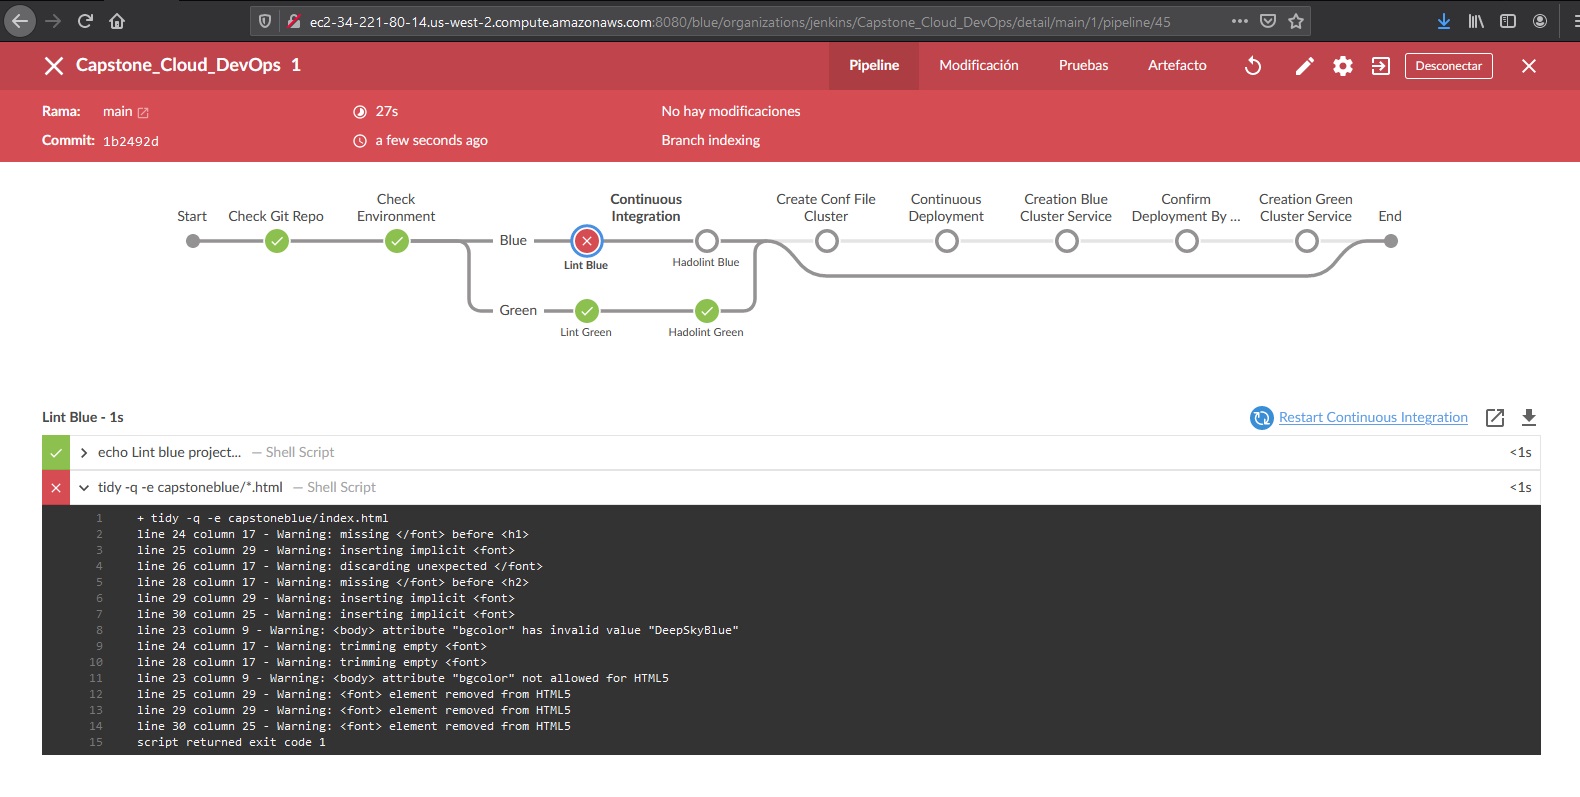 ec2-34-221-80-14.us-west-2.compute.amazonaws.com:8080/blue/organizations/jenkins/Capstone_Cloud_DevOps/detail/main/1/pipeline/45
Capstone_Cloud_DevOps 1
Pipeline Modificación Pruebas Artefacto Desconectar
Rama: main 27s No hay modificaciones
Commit: 1b2492d a few seconds ago Branch indexing
Start
Check Git Repo
Check
Environment
Continuous
Integration
Create Conf File
Cluster
Continuous
Deployment
Creation Blue
Cluster Service
Confirm
Deployment By ...
Creation Green
Cluster Service
End
Blue
Lint Blue
Hadolint Blue
Green
Lint Green
Hadolint Green
Lint Blue - 1s Restart Continuous Integration
echo Lint blue project... — Shell Script <1s
tidy -q -e capstoneblue/*.html — Shell Script <1s
1 + tidy -q -e capstoneblue/index.html
2 line 24 column 17 - Warning: missing </font> before <h1>
3 line 25 column 29 - Warning: inserting implicit <font>
4 line 26 column 17 - Warning: discarding unexpected </font>
5 line 28 column 17 - Warning: missing </font> before <h2>
6 line 29 column 29 - Warning: inserting implicit <font>
7 line 30 column 25 - Warning: inserting implicit <font>
8 line 23 column 9 - Warning: <body> attribute "bgcolor" has invalid value "DeepSkyBlue"
9 line 24 column 17 - Warning: trimming empty <font>
10 line 28 column 17 - Warning: trimming empty <font>
11 line 23 column 9 - Warning: <body> attribute "bgcolor" not allowed for HTML5
12 line 25 column 29 - Warning: <font> element removed from HTML5
13 line 29 column 29 - Warning: <font> element removed from HTML5
14 line 30 column 25 - Warning: <font> element removed from HTML5
15 script returned exit code 1